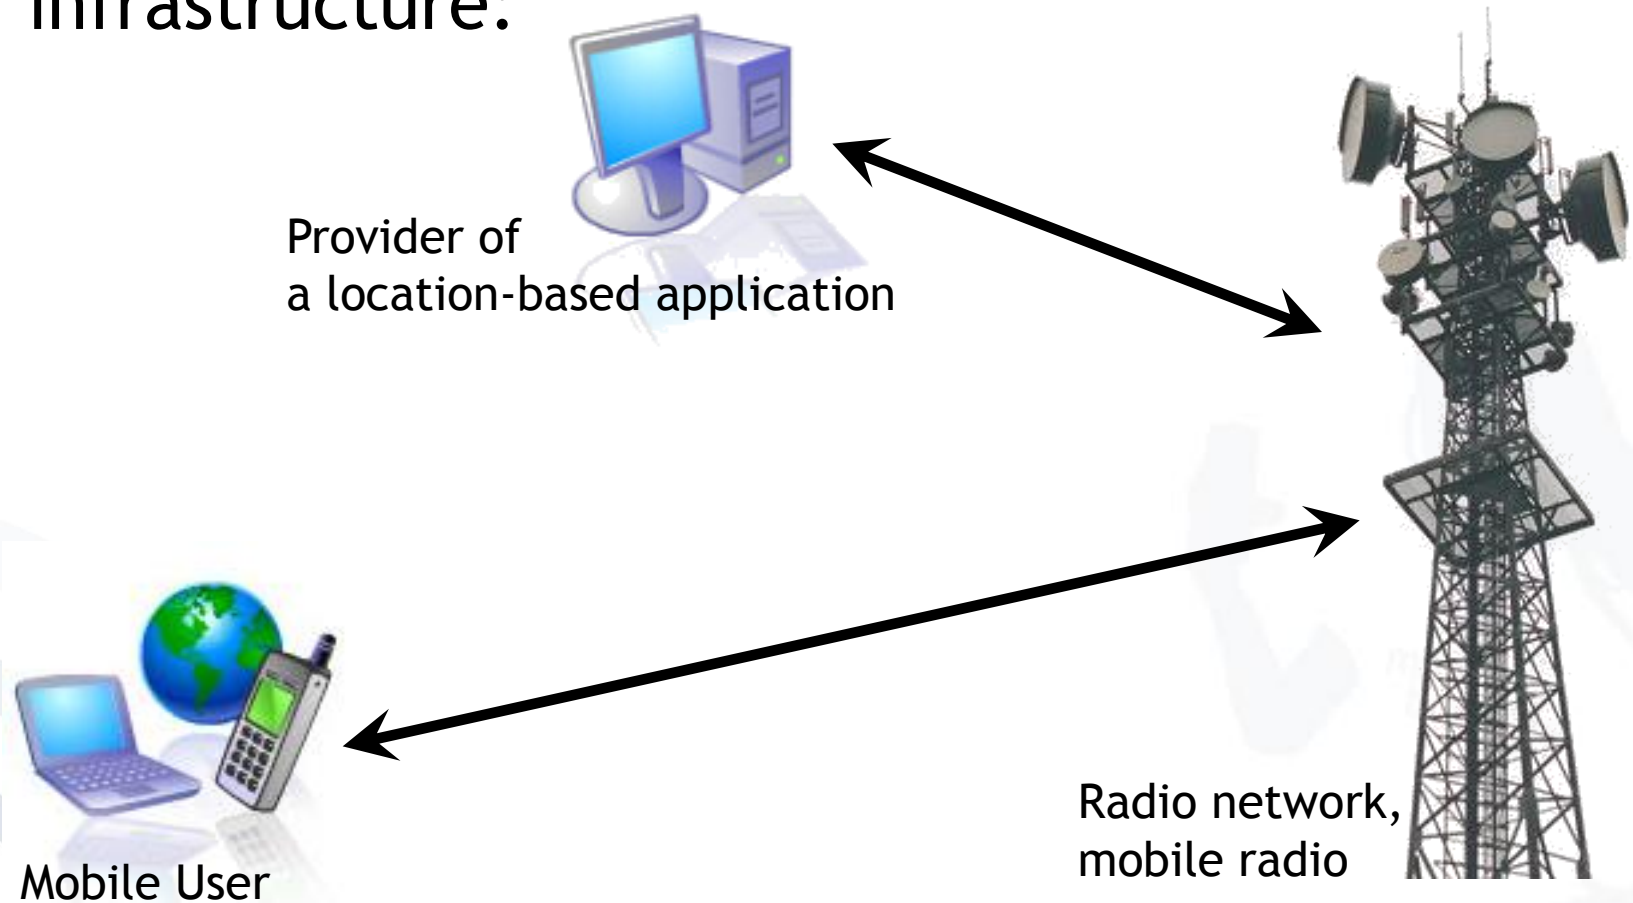 infrastructure:
Provider of
a location-based application
Radio network,
mobile radio
Mobile User